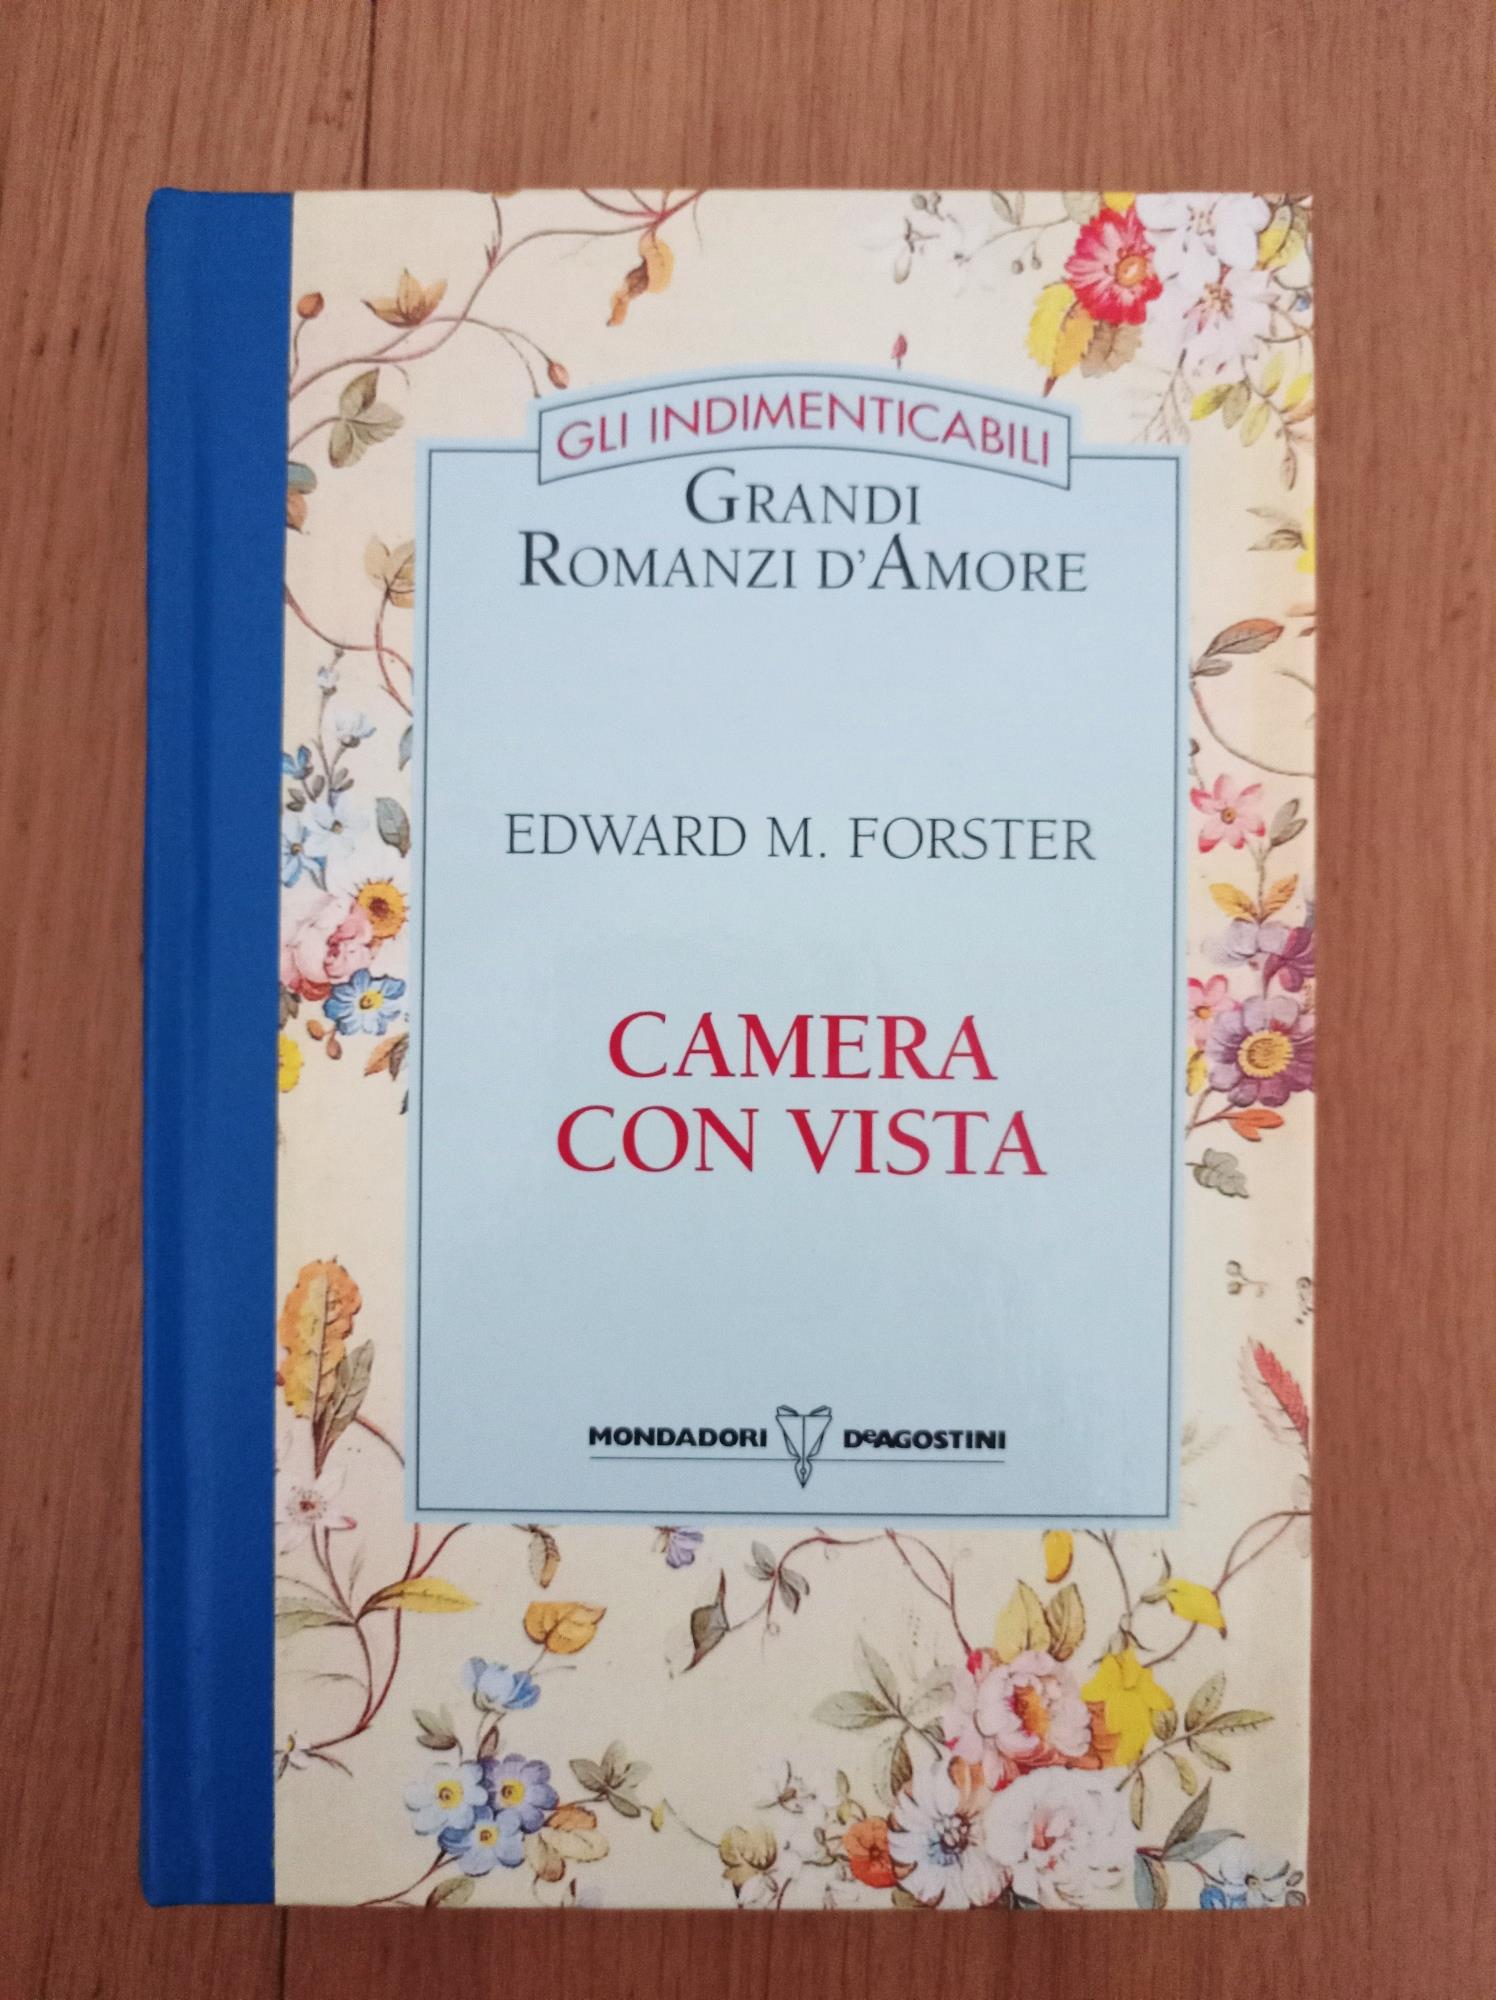 GLI INDIMENTICABILI
GRANDI
ROMANZI D'AMORE
EDWARD M. FORSTER
CAMERA
CON VISTA
MONDADORI DeAGOSTINI